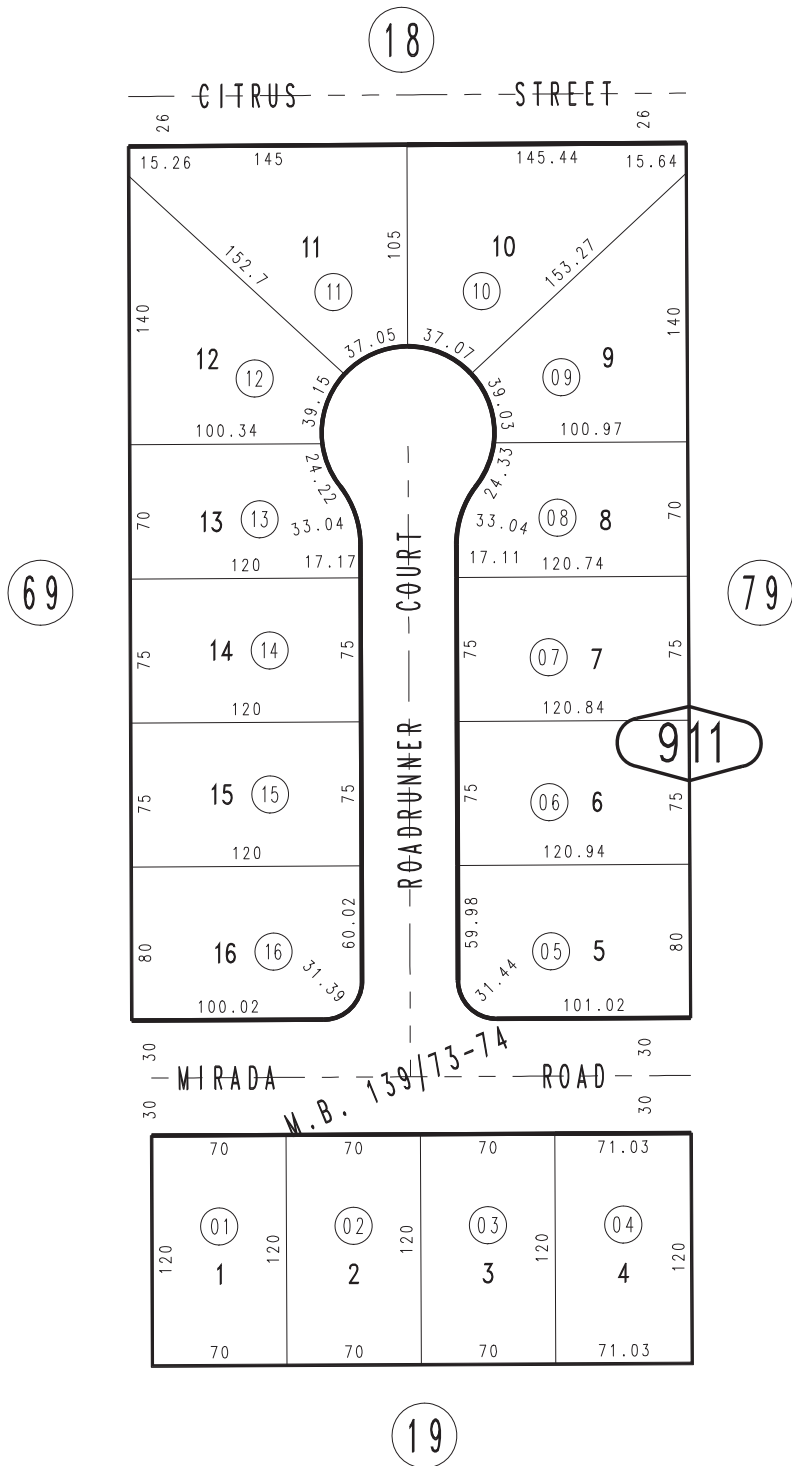 18
CITRUS STREET
26 26
15.26 145 145.44 15.64
11 105 10
152.7 153.27
11 10
140 140
37.05 37.07
12 12 09 9
39.15 39.03
100.34 100.97
24.22 24.33
70 13 13 33.04 33.04 08 8 70
120 17.17 17.11 120.74
69 COURT 79
75 14 14 75 75 07 7 75
120 120.84
ROADRUNNER 911
75 15 15 75 75 06 6 75
120 120.94
60.02 59.98
80 16 16 31.39 31.44 05 5 80
100.02 101.02
30 30
MIRADA ROAD
M.B. 139/73-74
30 30
70 70 70 71.03
01 02 03 04
120 120 120 120 120
1 2 3 4
70 70 70 71.03
19